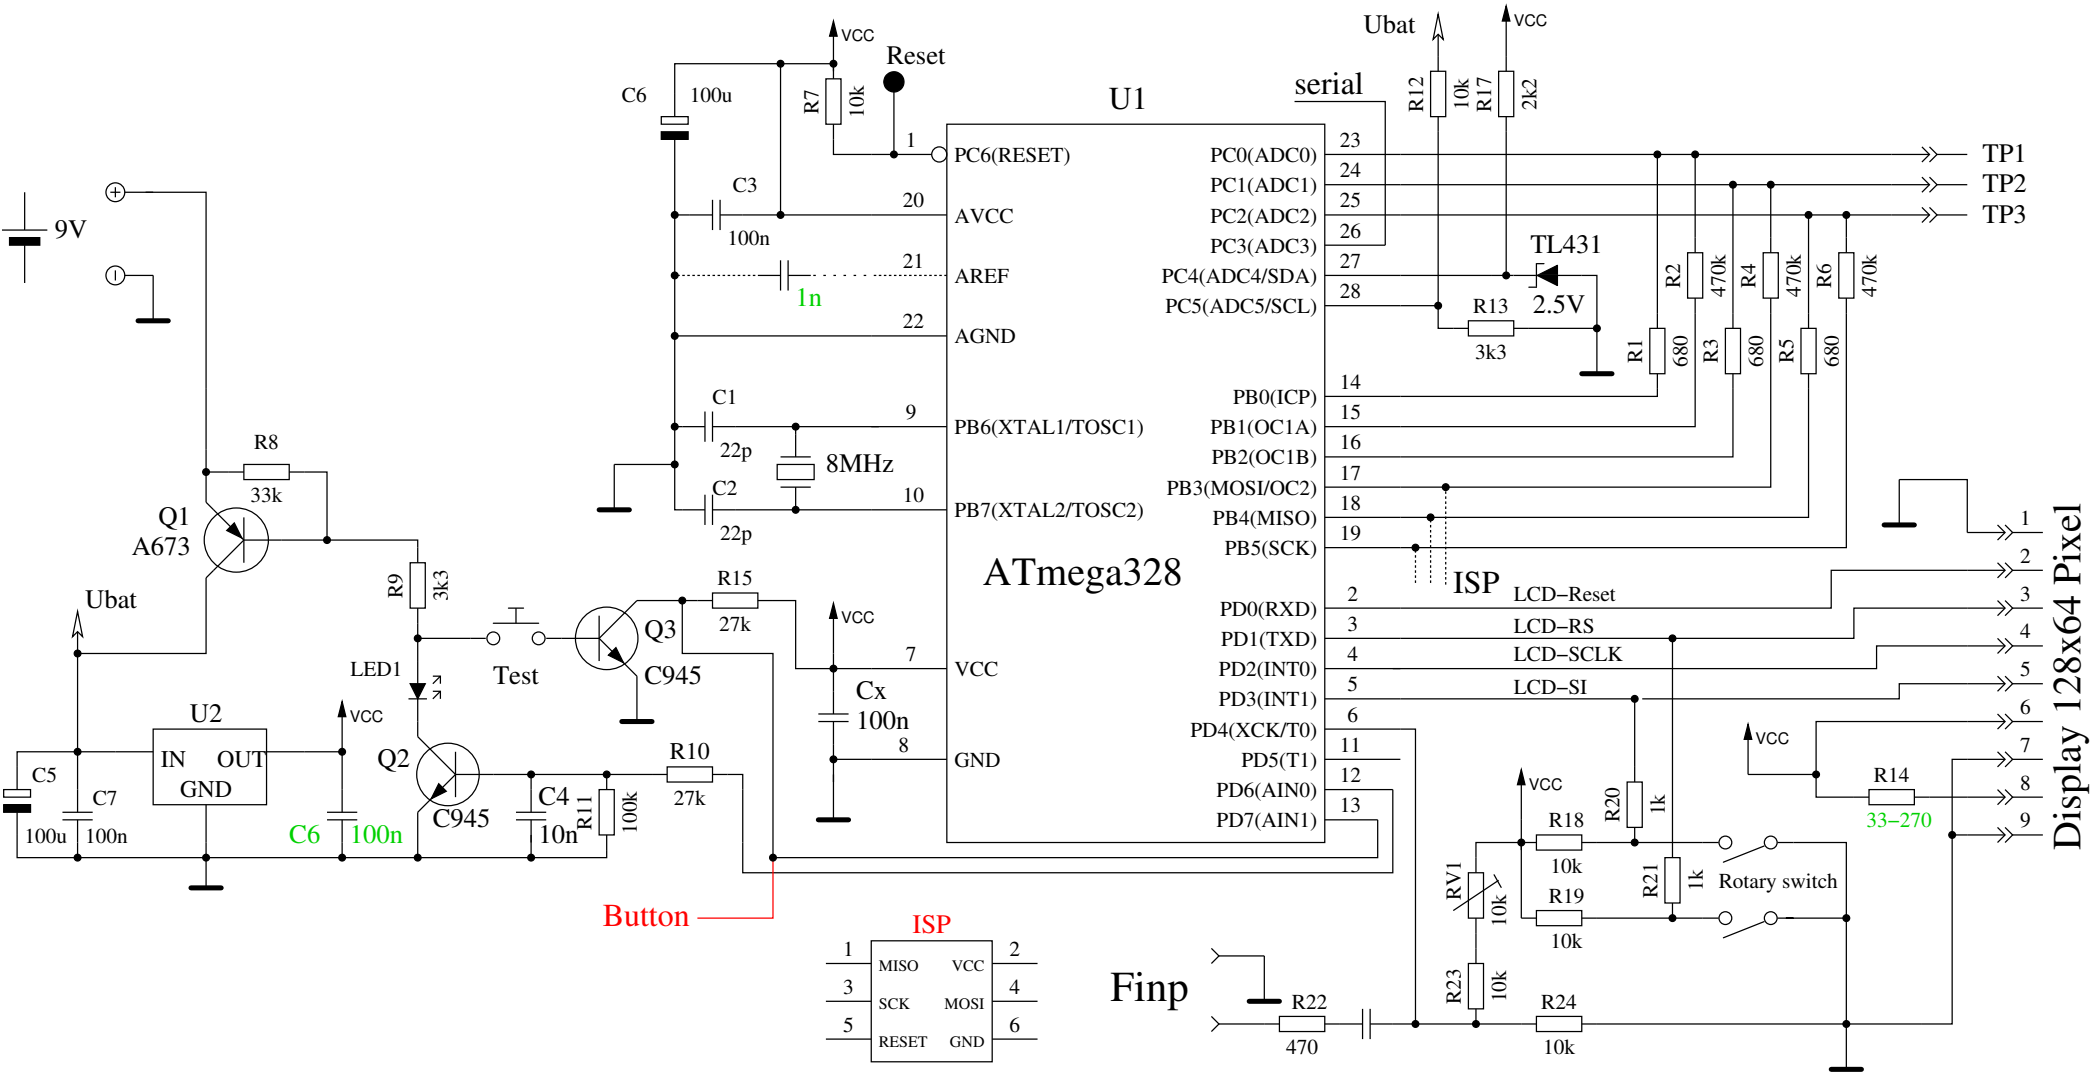 9V
R8
33k
Q1
A673
Ubat
R9
3k3
LED1
Test
Q3
C945
R15
27k
VCC
Cx
100n
U2
IN OUT
GND
VCC
C5
100u
C7
100n
C6 100n
Q2
C945
C4
10n
R11
100k
R10
27k
Button
C6
100u
VCC
R7
10k
Reset
C3
100n
1n
C1
22p
C2
22p
8MHz
U1
ATmega328
1 PC6(RESET)
20 AVCC
21 AREF
22 AGND
9 PB6(XTAL1/TOSC1)
10 PB7(XTAL2/TOSC2)
7 VCC
8 GND
PC0(ADC0) 23
PC1(ADC1) 24
PC2(ADC2) 25
PC3(ADC3) 26
PC4(ADC4/SDA) 27
PC5(ADC5/SCL) 28
PB0(ICP) 14
PB1(OC1A) 15
PB2(OC1B) 16
PB3(MOSI/OC2) 17
PB4(MISO) 18
PB5(SCK) 19
PD0(RXD) 2
PD1(TXD) 3
PD2(INT0) 4
PD3(INT1) 5
PD4(XCK/T0) 6
PD5(T1) 11
PD6(AIN0) 12
PD7(AIN1) 13
serial
Ubat
VCC
R12
10k
R17
2k2
TL431
2.5V
R13
3k3
TP1
TP2
TP3
R2
470k
R4
470k
R6
470k
R1
680
R3
680
R5
680
ISP
LCD-Reset
LCD-RS
LCD-SCLK
LCD-SI
1
2
3
4
5
6
7
8
9
Display 128x64 Pixel
VCC
R14
33-270
VCC
R20
1k
R18
10k
R21
1k
R19
10k
Rotary switch
RV1
10k
R23
10k
R24
10k
Finp
R22
470
ISP
1 MISO VCC 2
3 SCK MOSI 4
5 RESET GND 6